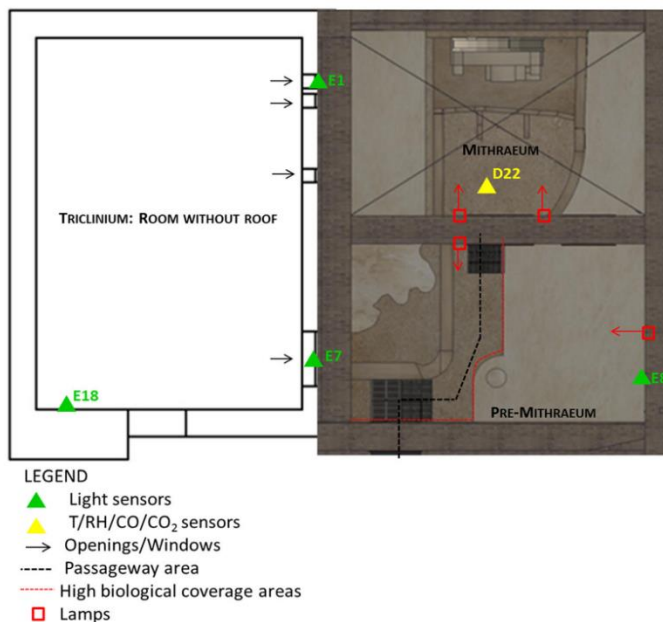 E1
MITHRAEUM
D22
TRICLINIUM: ROOM WITHOUT ROOF
E7
E8
E18
PRE-MITHRAEUM
LEGEND
Light sensors
T/RH/CO/CO₂ sensors
Openings/Windows
Passageway area
High biological coverage areas
Lamps